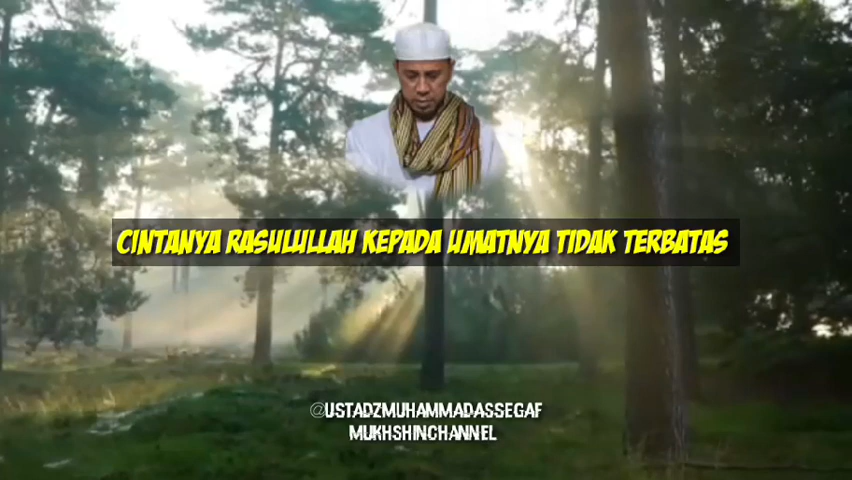 CINTANYA RASULULLAH KEPADA UMATNYA TIDAK TERBATAS
@USTADZMUHAMMADASSEGAF
MUKHSHINCHANNEL